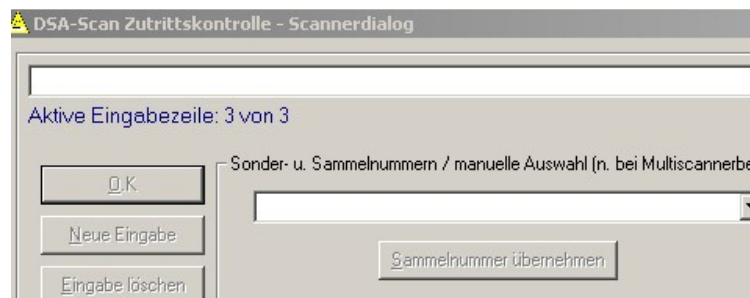 DSA-Scan Zutrittskontrolle - Scannerdialog
Aktive Eingabezeile: 3 von 3
Sonder- u. Sammelnummern / manuelle Auswahl (n. bei Multiscannerbe
O.K
Neue Eingabe
Sammelnummer übernehmen
Eingabe löschen